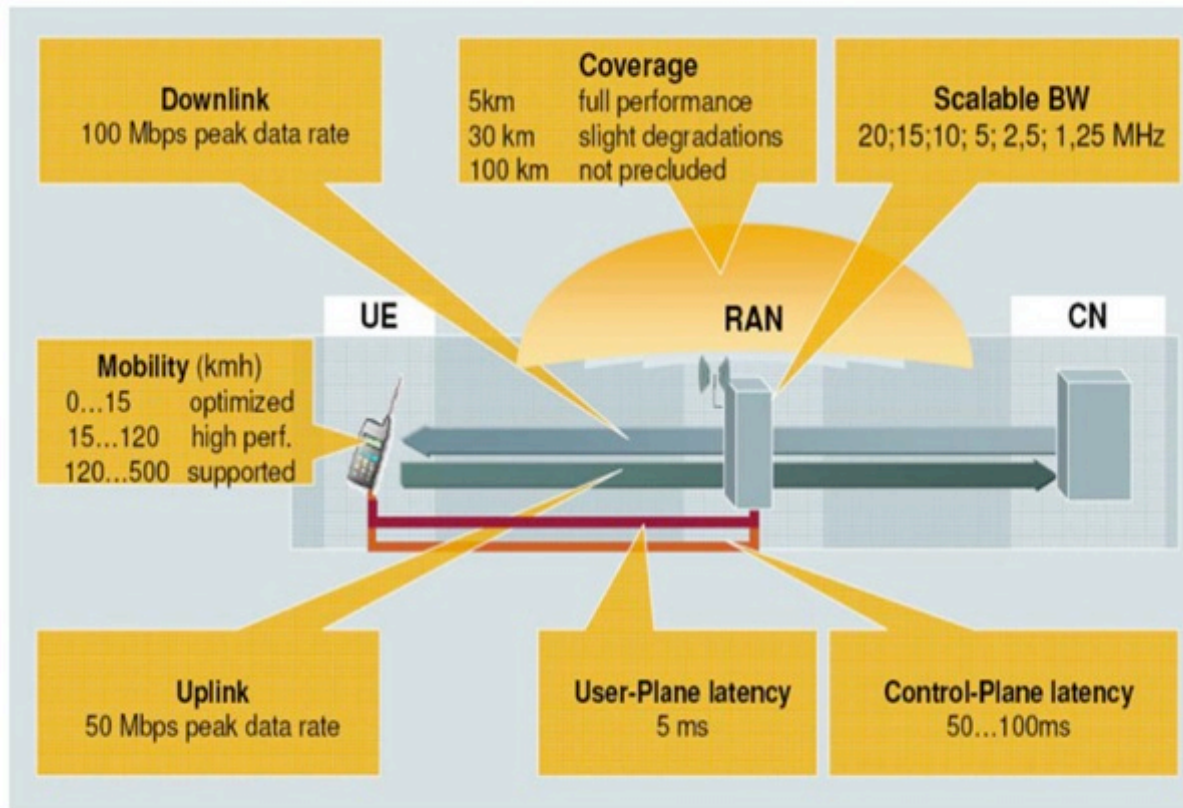 Downlink
100 Mbps peak data rate
Coverage
5km full performance
30 km slight degradations
100 km not precluded
Scalable BW
20;15;10; 5; 2,5; 1,25 MHz
UE
RAN
CN
Mobility (kmh)
0...15 optimized
15...120 high perf.
120...500 supported
Uplink
50 Mbps peak data rate
User-Plane latency
5 ms
Control-Plane latency
50...100ms